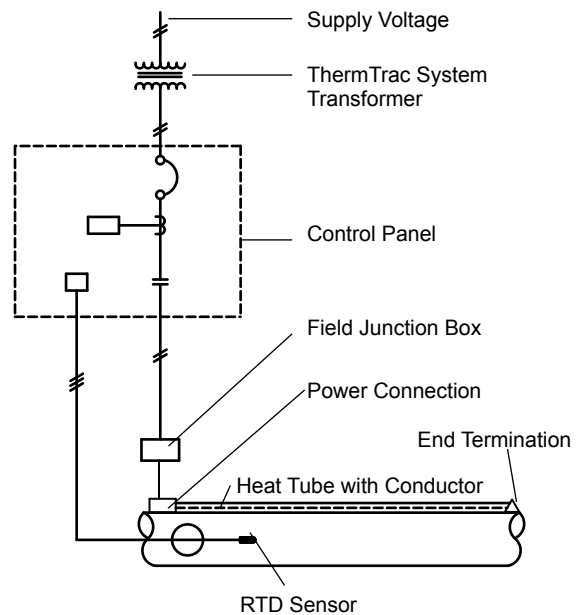 Supply Voltage
ThermTrac System
Transformer
Control Panel
Field Junction Box
Power Connection
End Termination
Heat Tube with Conductor
RTD Sensor